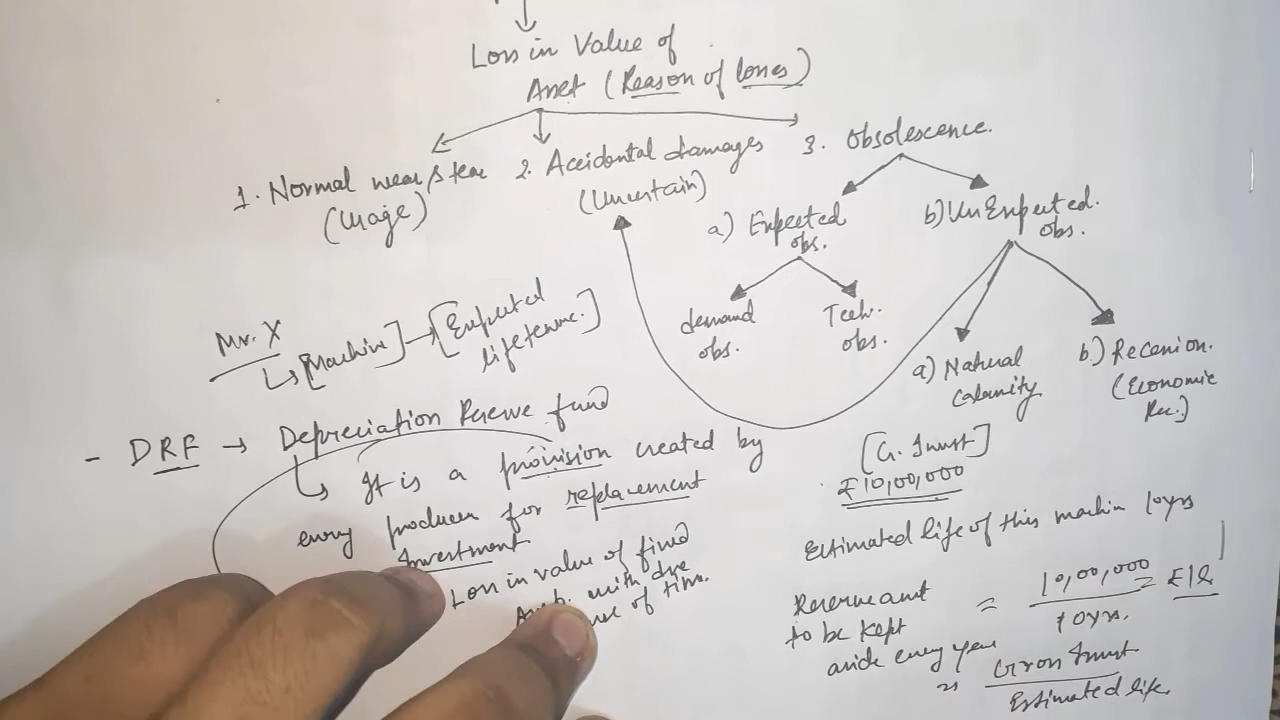 Loss in Value of
Asset (Reason of losses)
1. Normal wear & tear
(Usage)
2. Accidental damages
(Uncertain)
3. Obsolescence.
a) Expected
obs.
b) UnExpected.
obs.
demand
obs.
Tech.
obs.
a) Natural
Calamity
b.) Recession.
(Economic
Rec.)
Mr. X
[Machine] → [Expected
lifetime.]
- DRF → Depreciation Reserve fund
It is a provision created by
every producer for replacement
Investment
Loss in value of fixed
with due
of time.
[G. Invst]
₹10,00,000
Estimated life of this machin 10yrs
Reserve amt
to be kept
aside every year
= 10,00,000
10yrs.
= ₹1L
= Gross Invst
Estimated life.